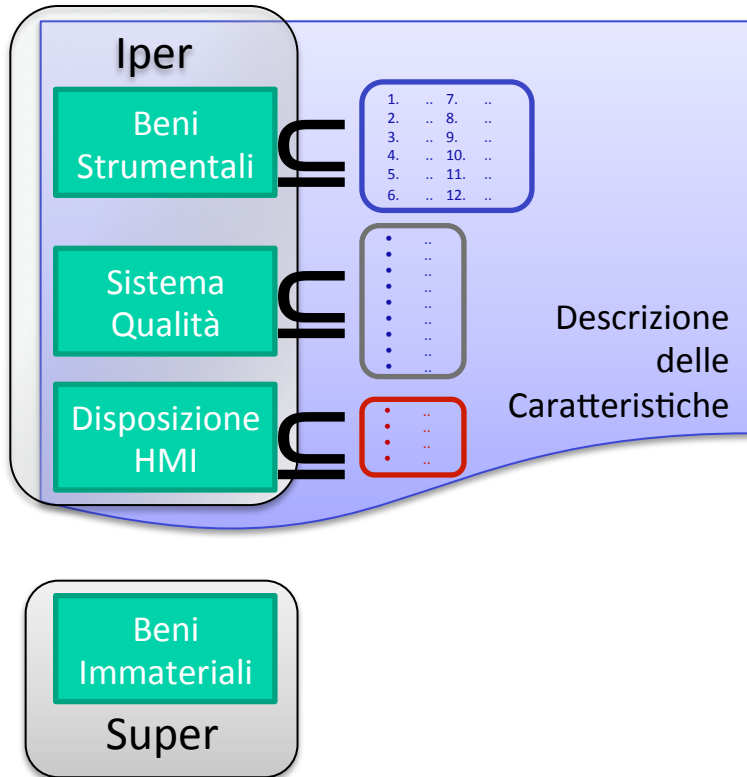 Iper
Beni
Strumentali
1. .. 7. ..
2. .. 8. ..
3. .. 9. ..
4. .. 10. ..
5. .. 11. ..
6. .. 12. ..
Sistema
Qualità
• ..
• ..
• ..
• ..
• ..
• ..
• ..
• ..
• ..
Descrizione
delle
Caratteristiche
Disposizione
HMI
• ..
• ..
• ..
• ..
Beni
Immateriali
Super